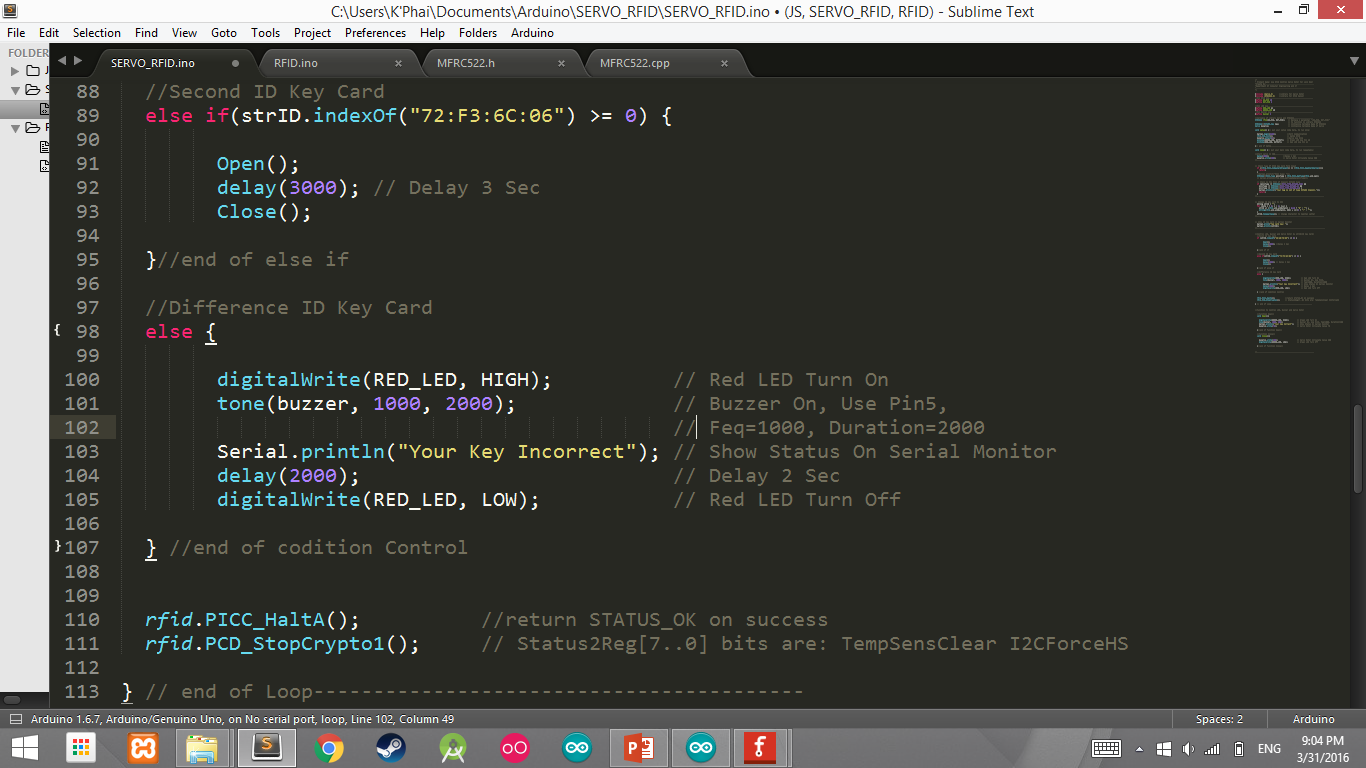 C:\Users\K'Phai\Documents\Arduino\SERVO_RFID\SERVO_RFID.ino • (JS, SERVO_RFID, RFID) - Sublime Text
File Edit Selection Find View Goto Tools Project Preferences Help Folders Arduino
FOLDER
SERVO_RFID.ino RFID.ino MFRC522.h MFRC522.cpp
88 //Second ID Key Card
89 else if(strID.indexOf("72:F3:6C:06") >= 0) {
90
91 Open();
92 delay(3000); // Delay 3 Sec
93 Close();
94
95 }//end of else if
96
97 //Difference ID Key Card
98 else {
99
100 digitalWrite(RED_LED, HIGH); // Red LED Turn On
101 tone(buzzer, 1000, 2000); // Buzzer On, Use Pin5,
102 // Feq=1000, Duration=2000
103 Serial.println("Your Key Incorrect"); // Show Status On Serial Monitor
104 delay(2000); // Delay 2 Sec
105 digitalWrite(RED_LED, LOW); // Red LED Turn Off
106
107 } //end of codition Control
108
109
110 rfid.PICC_HaltA(); //return STATUS_OK on success
111 rfid.PCD_StopCrypto1(); // Status2Reg[7..0] bits are: TempSensClear I2CForceHS
112
113 } // end of Loop-----------------------------------------
Arduino 1.6.7, Arduino/Genuino Uno, on No serial port, loop, Line 102, Column 49 Spaces: 2 Arduino
ENG
9:04 PM
3/31/2016